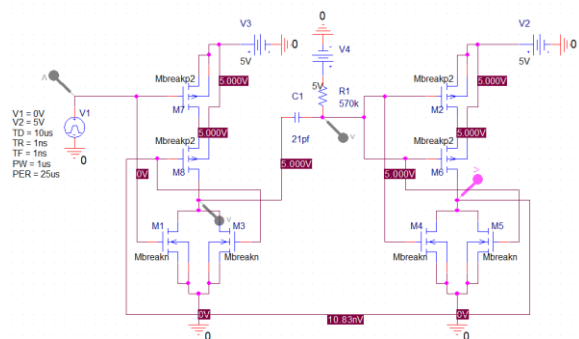 V3
0
5V
V4
5V
0
V2
0
5V
Mbreakp2
5.000V
M7
V1
V1 = 0V
V2 = 5V
TD = 10us
TR = 1ns
TF = 1ns
PW = 1us
PER = 25us
0
C1
21pf
R1
570k
Mbreakp2
5.000V
M2
Mbreakp2
5.000V
M8
0V
5.000V
Mbreakp2
5.000V
M6
5.000V
M1
M3
Mbreakn
Mbreakn
M4
M5
Mbreakn
Mbreakn
0V
0
10.83nV
0V
0